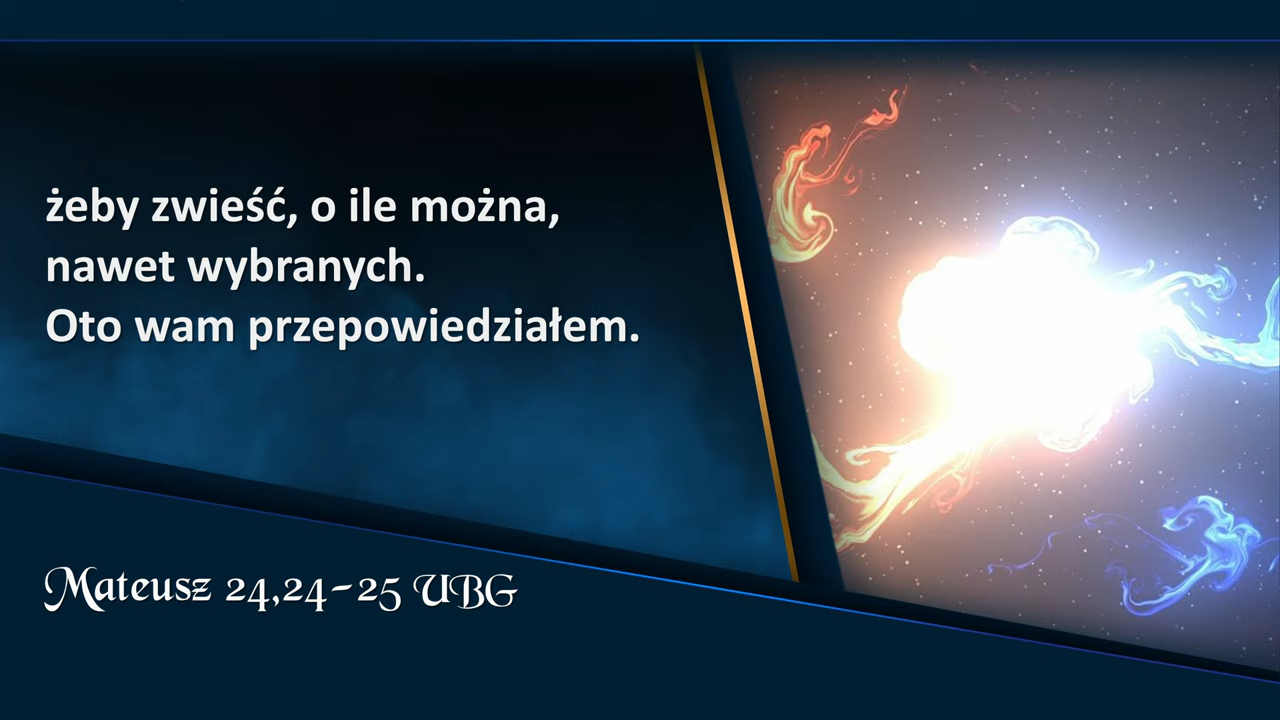 żeby zwieść, o ile można,
nawet wybranych.
Oto wam przepowiedziałem.
Mateusz 24,24-25 UBG